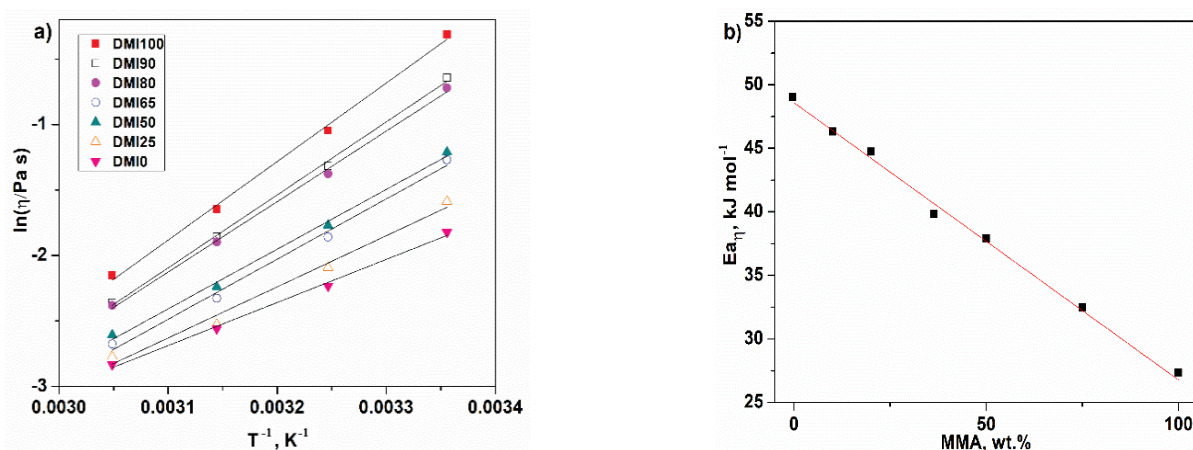 a)
DMI100
DMI90
DMI80
DMI65
DMI50
DMI25
DMI0
ln(η/Pa s)
-1
-2
-3
0.0030 0.0031 0.0032 0.0033 0.0034
T⁻¹, K⁻¹
b)
Eaη, kJ mol⁻¹
55
50
45
40
35
30
25
0 50 100
MMA, wt.%